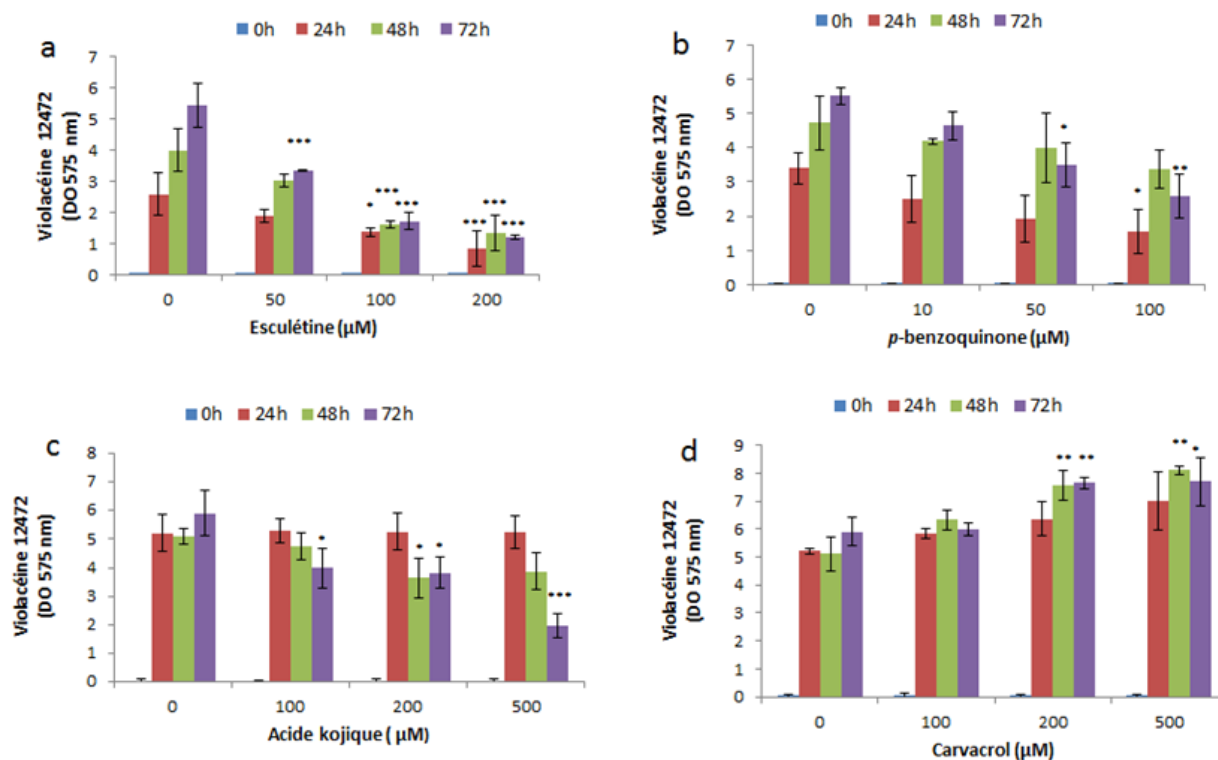 a
0h 24h 48h 72h
Violacéine 12472
(DO 575 nm)
7
6
5
4
3
2
1
0
***
*
***
***
***
***
***
0 50 100 200
Esculétine (µM)
b
0h 24h 48h 72h
Violacéine 12472
(DO 575 nm)
7
6
5
4
3
2
1
0
*
*
**
0 10 50 100
p-benzoquinone (µM)
c
0h 24h 48h 72h
Violacéine 12472
(DO 575 nm)
8
7
6
5
4
3
2
1
0
*
*
*
***
0 100 200 500
Acide kojique ( µM)
d
0h 24h 48h 72h
Violacéine 12472
(DO 575 nm)
9
8
7
6
5
4
3
2
1
0
**
**
**
*
0 100 200 500
Carvacrol (µM)